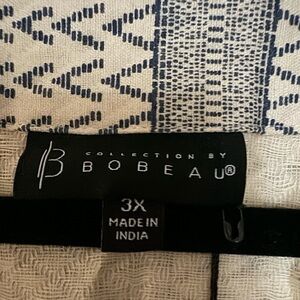 B
COLLECTION BY
BOBEAU®
3X
MADE IN
INDIA